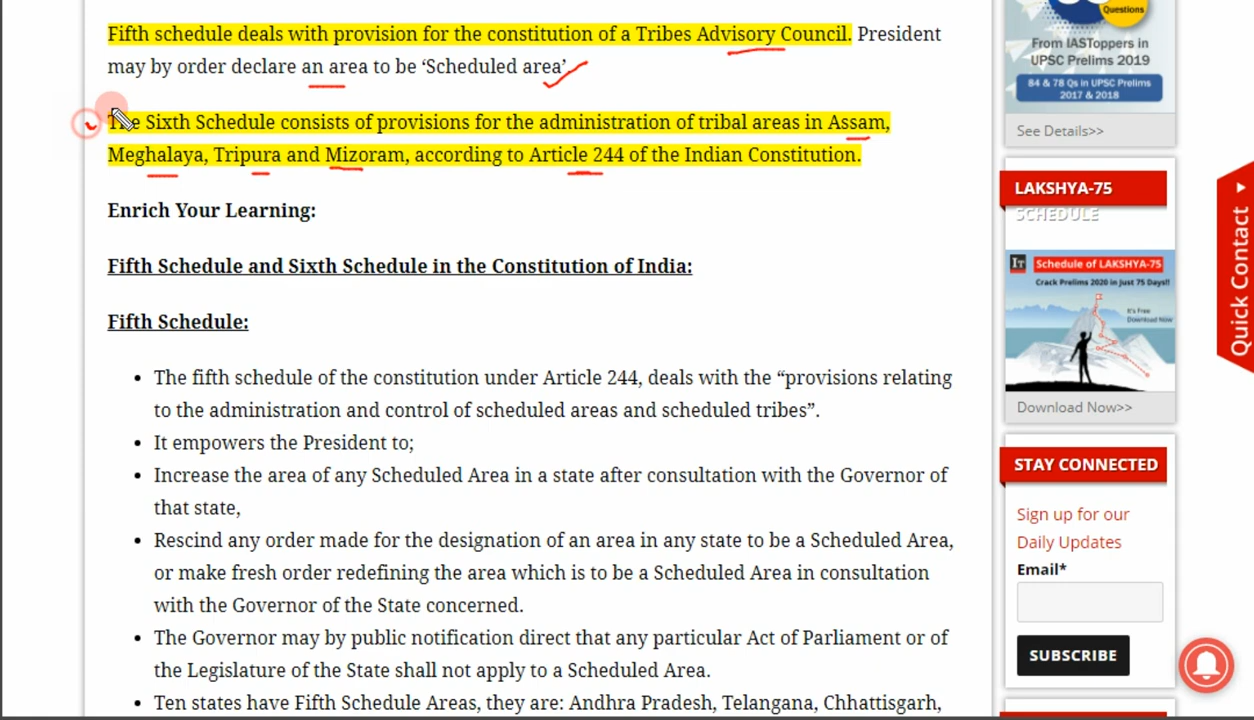 Fifth schedule deals with provision for the constitution of a Tribes Advisory Council. President
may by order declare an area to be ‘Scheduled area’
The Sixth Schedule consists of provisions for the administration of tribal areas in Assam,
Meghalaya, Tripura and Mizoram, according to Article 244 of the Indian Constitution.
Enrich Your Learning:
Fifth Schedule and Sixth Schedule in the Constitution of India:
Fifth Schedule:
• The fifth schedule of the constitution under Article 244, deals with the “provisions relating
to the administration and control of scheduled areas and scheduled tribes”.
• It empowers the President to;
• Increase the area of any Scheduled Area in a state after consultation with the Governor of
that state,
• Rescind any order made for the designation of an area in any state to be a Scheduled Area,
or make fresh order redefining the area which is to be a Scheduled Area in consultation
with the Governor of the State concerned.
• The Governor may by public notification direct that any particular Act of Parliament or of
the Legislature of the State shall not apply to a Scheduled Area.
• Ten states have Fifth Schedule Areas, they are: Andhra Pradesh, Telangana, Chhattisgarh,
Questions
From IASToppers in
UPSC Prelims 2019
84 & 78 Qs in UPSC Prelims
2017 & 2018
See Details>>
LAKSHYA-75
SCHEDULE
IT
Schedule of LAKSHYA-75
Crack Prelims 2020 in Just 75 Days!!
It's Free
Download Now
Download Now>>
STAY CONNECTED
Sign up for our
Daily Updates
Email*
SUBSCRIBE
Quick Contact